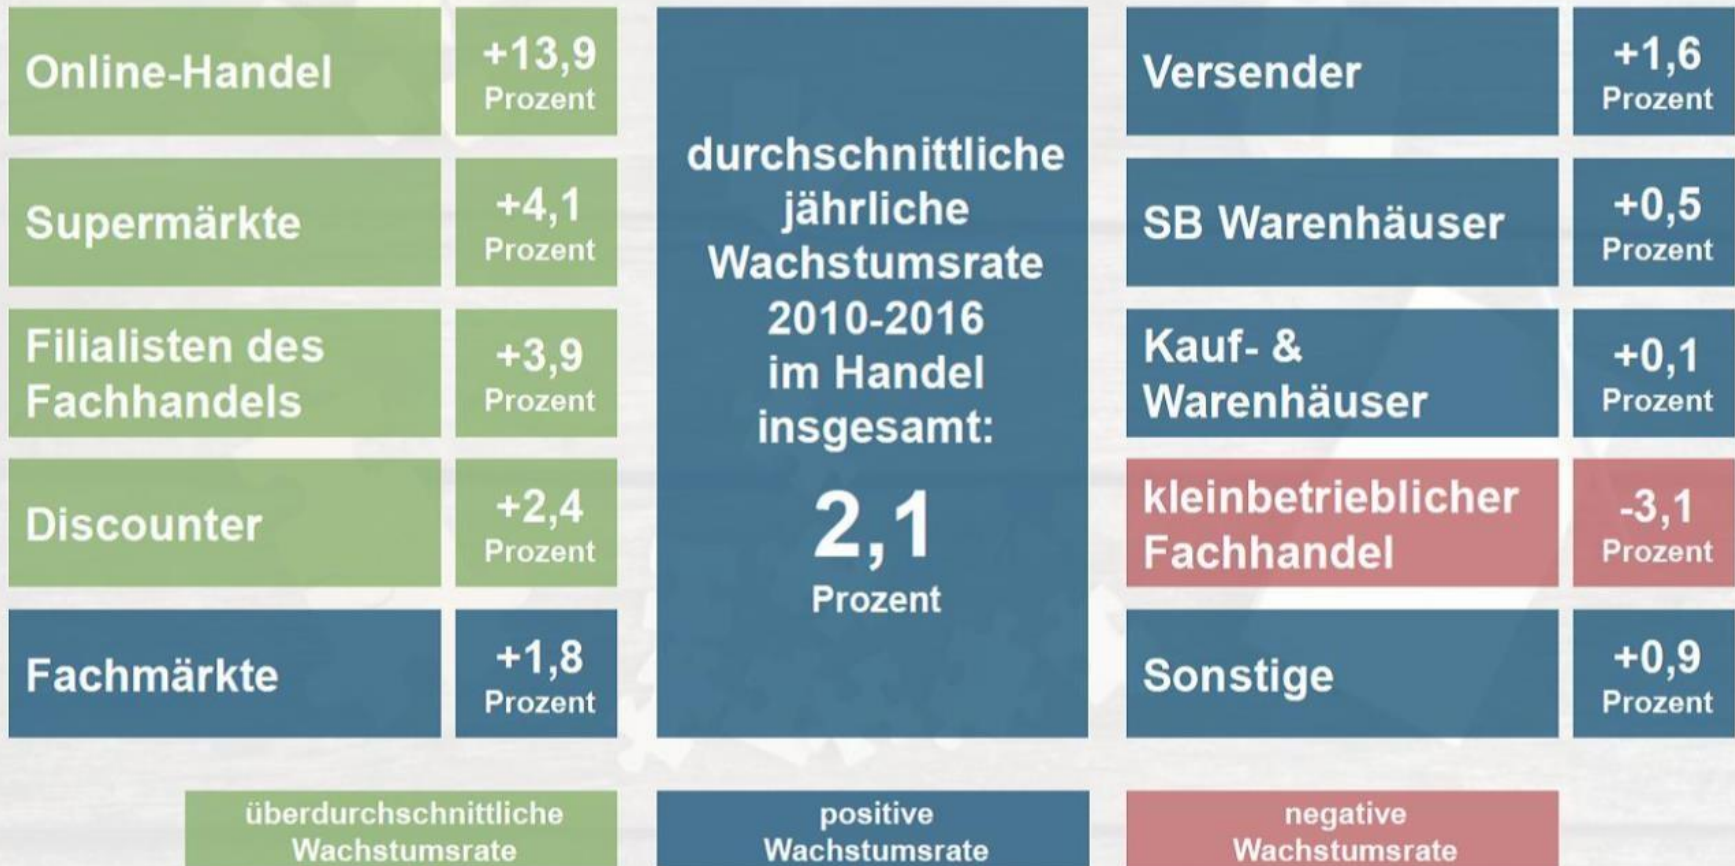 Online-Handel
+13,9
Prozent
Supermärkte
+4,1
Prozent
Filialisten des
Fachhandels
+3,9
Prozent
Discounter
+2,4
Prozent
Fachmärkte
+1,8
Prozent
durchschnittliche
jährliche
Wachstumsrate
2010-2016
im Handel
insgesamt:
2,1
Prozent
Versender
+1,6
Prozent
SB Warenhäuser
+0,5
Prozent
Kauf- &
Warenhäuser
+0,1
Prozent
kleinbetrieblicher
Fachhandel
-3,1
Prozent
Sonstige
+0,9
Prozent
überdurchschnittliche
Wachstumsrate
positive
Wachstumsrate
negative
Wachstumsrate